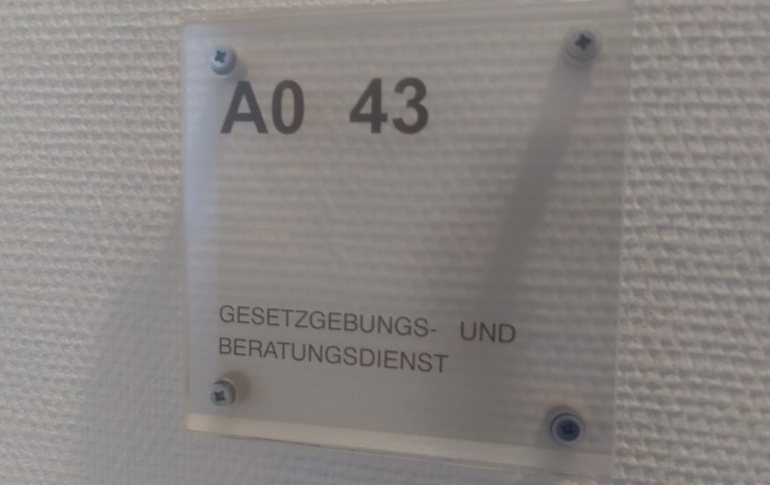 A0 43
GESETZGEBUNGS- UND
BERATUNGSDIENST